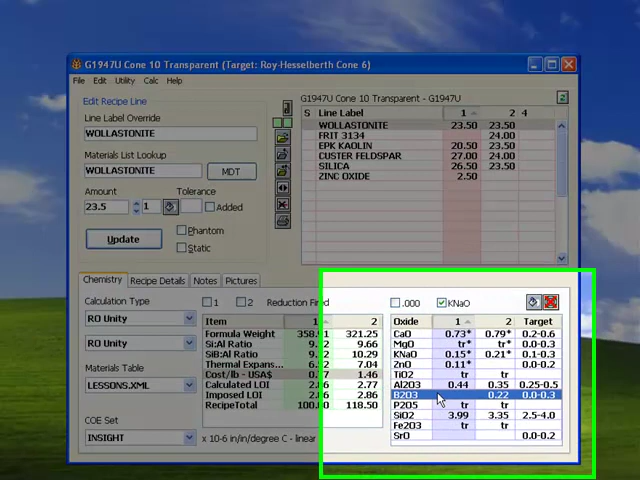 G1947U Cone 10 Transparent (Target: Roy-Hesselberth Cone 6)
File Edit Utility Calc Help
Edit Recipe Line
Line Label Override
WOLLASTONITE
Materials List Lookup
WOLLASTONITE MDT
Amount Tolerance
23.5 1 Added
Update Phantom
Static
G1947U Cone 10 Transparent - G1947U
S Line Label 1 2 4
WOLLASTONITE 23.50 23.50
FRIT 3134 24.00
EPK KAOLIN 20.50 23.50
CUSTER FELDSPAR 27.00 24.00
SILICA 26.50 23.50
ZINC OXIDE 2.50
Chemistry Recipe Details Notes Pictures
Calculation Type
RO Unity
RO Unity
Materials Table
LESSONS.XML
COE Set
INSIGHT x 10-6 in/in/degree C - linear
1 2 Reduction Fired
Item 1 2
Formula Weight 358.91 321.25
Si:Al Ratio 9.66
SiB:Al Ratio 10.29
Thermal Expans... 7.04
Cost/lb - USA$ 1.46
Calculated LOI 2.77
Imposed LOI 2.86
RecipeTotal 118.50
.000 KNaO
Oxide 1 2 Target
CaO 0.73* 0.79* 0.2-0.6
MgO tr* tr* 0.0-0.3
KNaO 0.15* 0.21* 0.1-0.3
ZnO 0.11* 0.0-0.2
TiO2 tr tr
Al2O3 0.44 0.35 0.25-0.5
B2O3 0.22 0.0-0.3
P2O5 tr tr
SiO2 3.99 3.35 2.5-4.0
Fe2O3 tr tr
SrO 0.0-0.2